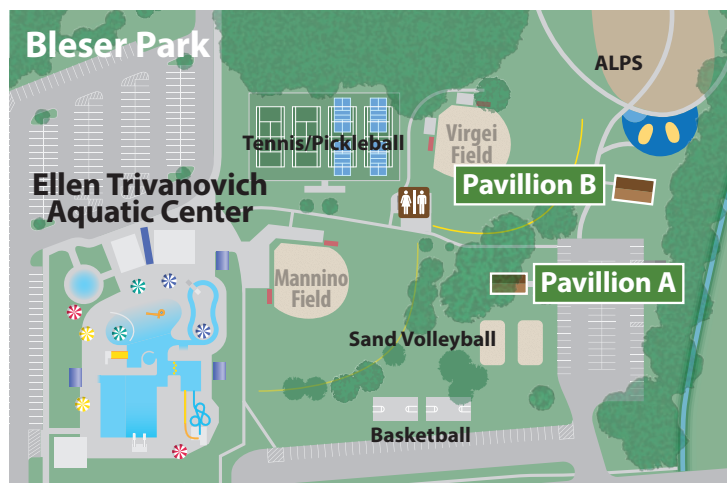 Bleser Park
ALPS
Tennis/Pickleball
Virgei
Field
Ellen Trivanovich
Aquatic Center
Pavillion B
Mannino
Field
Pavillion A
Sand Volleyball
Basketball